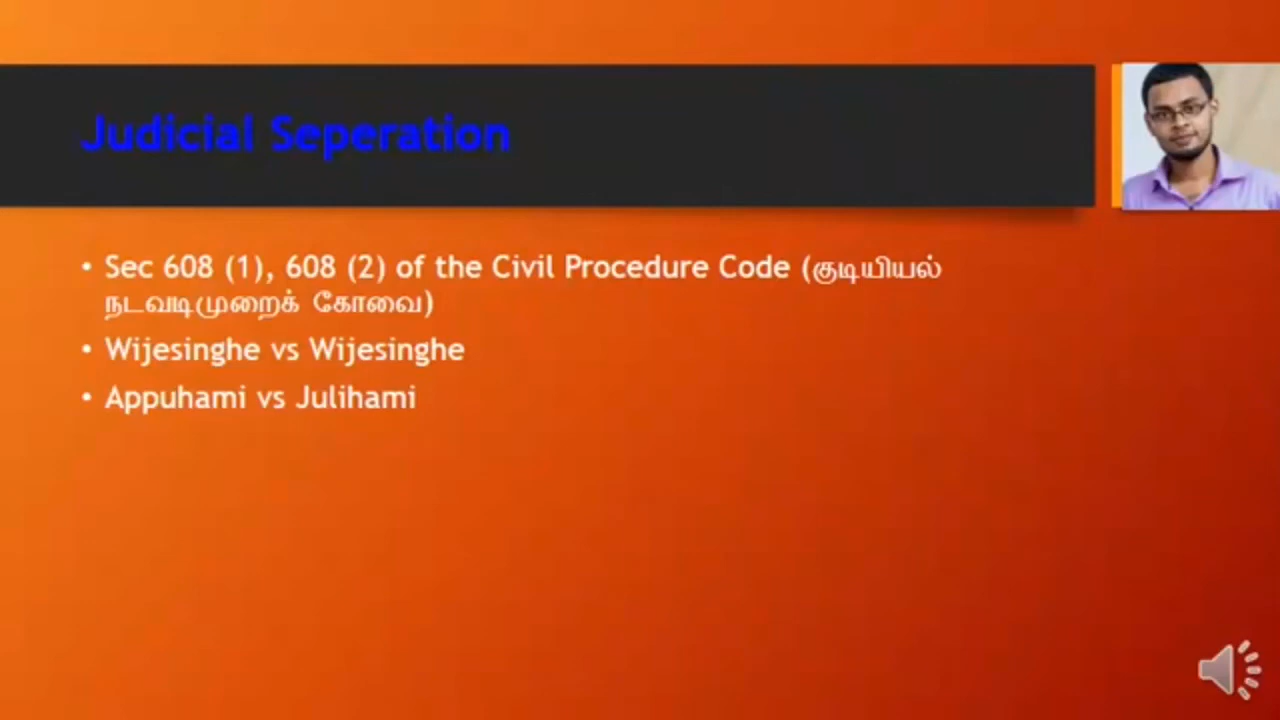 Judicial Seperation
• Sec 608 (1), 608 (2) of the Civil Procedure Code (குடியியல்
நடவடிமுறைக் கோவை)
• Wijesinghe vs Wijesinghe
• Appuhami vs Julihami